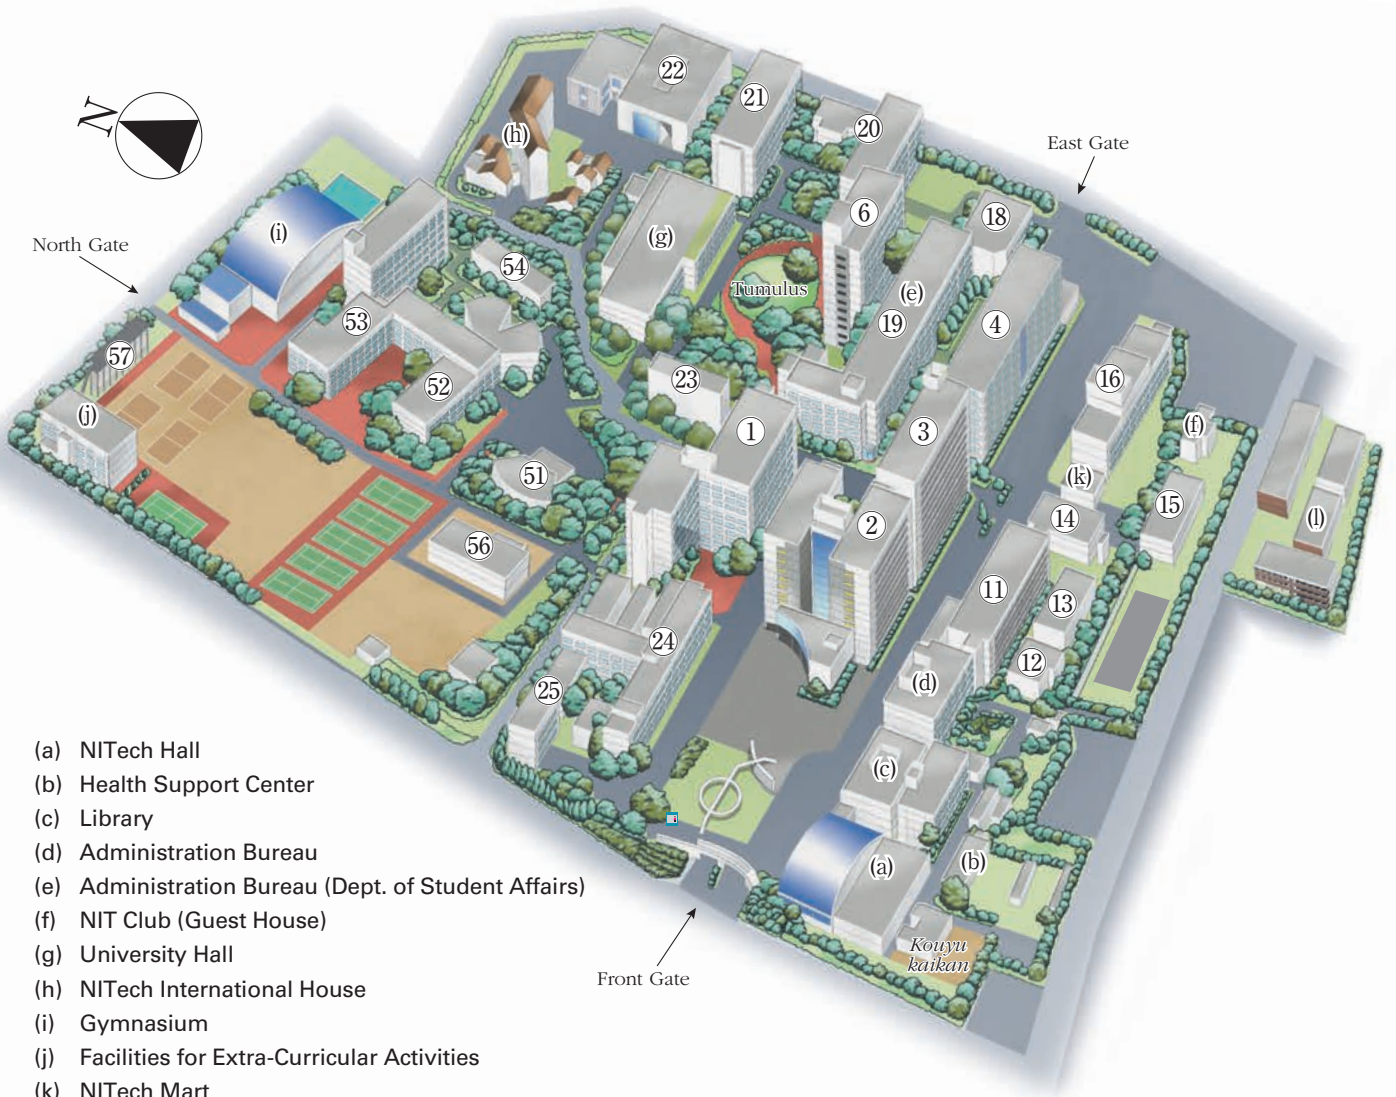 22
21
20
N
(h)
East Gate
6
18
(i)
(g)
North Gate
54
Tumulus
(e)
53
19
4
57
23
16
52
(j)
1
3
(f)
51
(k)
15
14
(l)
2
56
11
13
24
12
25
(d)
(c)
(b)
(a)
Kouyu
kaikan
Front Gate
(a) NITech Hall
(b) Health Support Center
(c) Library
(d) Administration Bureau
(e) Administration Bureau (Dept. of Student Affairs)
(f) NIT Club (Guest House)
(g) University Hall
(h) NITech International House
(i) Gymnasium
(j) Facilities for Extra-Curricular Activities
(k) NITech Mart